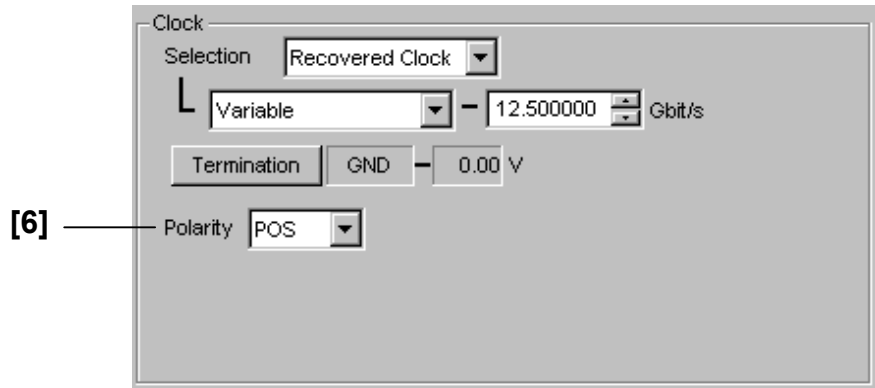 Clock
Selection Recovered Clock
Variable - 12.500000 Gbit/s
Termination GND - 0.00 V
[6] Polarity POS